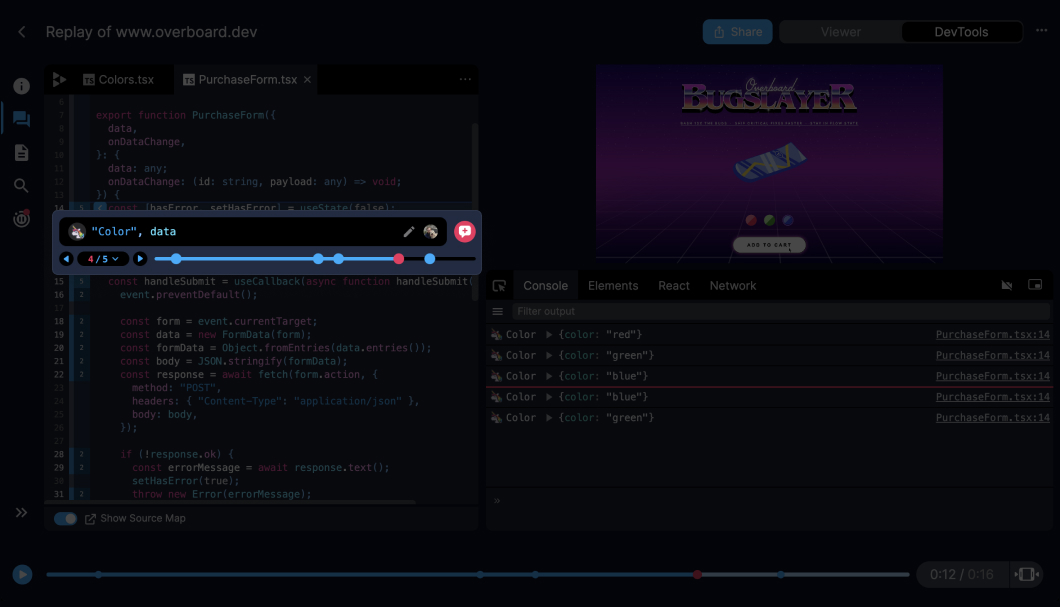 Replay of www.overboard.dev
Share
Viewer
DevTools
TS Colors.tsx
TS PurchaseForm.tsx ×
6
7 export function PurchaseForm({
8 data,
9 onDataChange,
10 }: {
11 data: any;
12 onDataChange: (id: string, payload: any) => void;
13 }) {
14 5 const [hasError, setHasError] = useState(false);
"Color", data
4/5
15 5 const handleSubmit = useCallback(async function handleSubmit(
16 2 event.preventDefault();
17
18 2 const form = event.currentTarget;
19 2 const data = new FormData(form);
20 2 const formData = Object.fromEntries(data.entries());
21 2 const body = JSON.stringify(formData);
22 2 const response = await fetch(form.action, {
23 method: "POST",
24 headers: { "Content-Type": "application/json" },
25 body: body,
26 });
27
28 2 if (!response.ok) {
29 2 const errorMessage = await response.text();
30 setHasError(true);
31 2 throw new Error(errorMessage);
Show Source Map
Overboard
BUGSLAYER
ADD TO CART
Console
Elements
React
Network
Filter output
Color {color: "red"} PurchaseForm.tsx:14
Color {color: "green"} PurchaseForm.tsx:14
Color {color: "blue"} PurchaseForm.tsx:14
Color {color: "blue"} PurchaseForm.tsx:14
Color {color: "green"} PurchaseForm.tsx:14
0:12 / 0:16